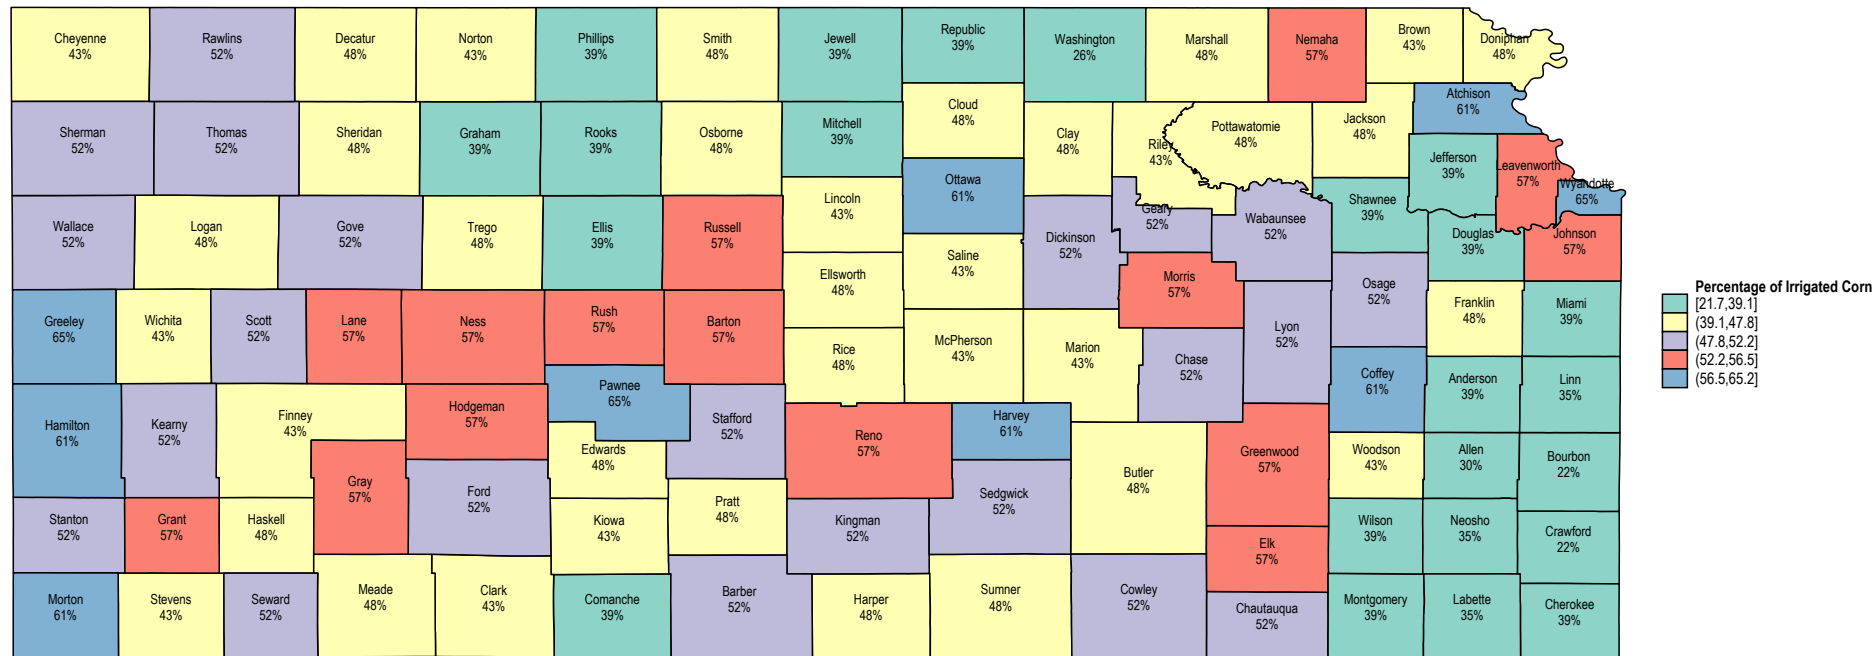 Cheyenne
43%
Rawlins
52%
Decatur
48%
Norton
43%
Phillips
39%
Smith
48%
Jewell
39%
Republic
39%
Washington
26%
Marshall
48%
Nemaha
57%
Brown
43%
Doniphan
48%
Atchison
61%
Sherman
52%
Thomas
52%
Sheridan
48%
Graham
39%
Rooks
39%
Osborne
48%
Mitchell
39%
Cloud
48%
Clay
48%
Riley
43%
Pottawatomie
48%
Jackson
48%
Jefferson
39%
Leavenworth
57%
Wyandotte
65%
Ottawa
61%
Lincoln
43%
Wallace
52%
Logan
48%
Gove
52%
Trego
48%
Ellis
39%
Russell
57%
Dickinson
52%
Geary
52%
Wabaunsee
52%
Shawnee
39%
Douglas
39%
Johnson
57%
Saline
43%
Ellsworth
48%
Morris
57%
Osage
52%
Franklin
48%
Miami
39%
Greeley
65%
Wichita
43%
Scott
52%
Lane
57%
Ness
57%
Rush
57%
Barton
57%
Rice
48%
McPherson
43%
Marion
43%
Chase
52%
Lyon
52%
Coffey
61%
Anderson
39%
Linn
35%
Hamilton
61%
Kearny
52%
Finney
43%
Hodgeman
57%
Pawnee
65%
Stafford
52%
Reno
57%
Harvey
61%
Edwards
48%
Gray
57%
Ford
52%
Butler
48%
Greenwood
57%
Woodson
43%
Allen
30%
Bourbon
22%
Stanton
52%
Grant
57%
Haskell
48%
Kiowa
43%
Pratt
48%
Kingman
52%
Sedgwick
52%
Elk
57%
Wilson
39%
Neosho
35%
Crawford
22%
Morton
61%
Stevens
43%
Seward
52%
Meade
48%
Clark
43%
Comanche
39%
Barber
52%
Harper
48%
Sumner
48%
Cowley
52%
Chautauqua
52%
Montgomery
39%
Labette
35%
Cherokee
39%
Percentage of Irrigated Corn
[21.7,39.1]
(39.1,47.8]
(47.8,52.2]
(52.2,56.5]
(56.5,65.2]